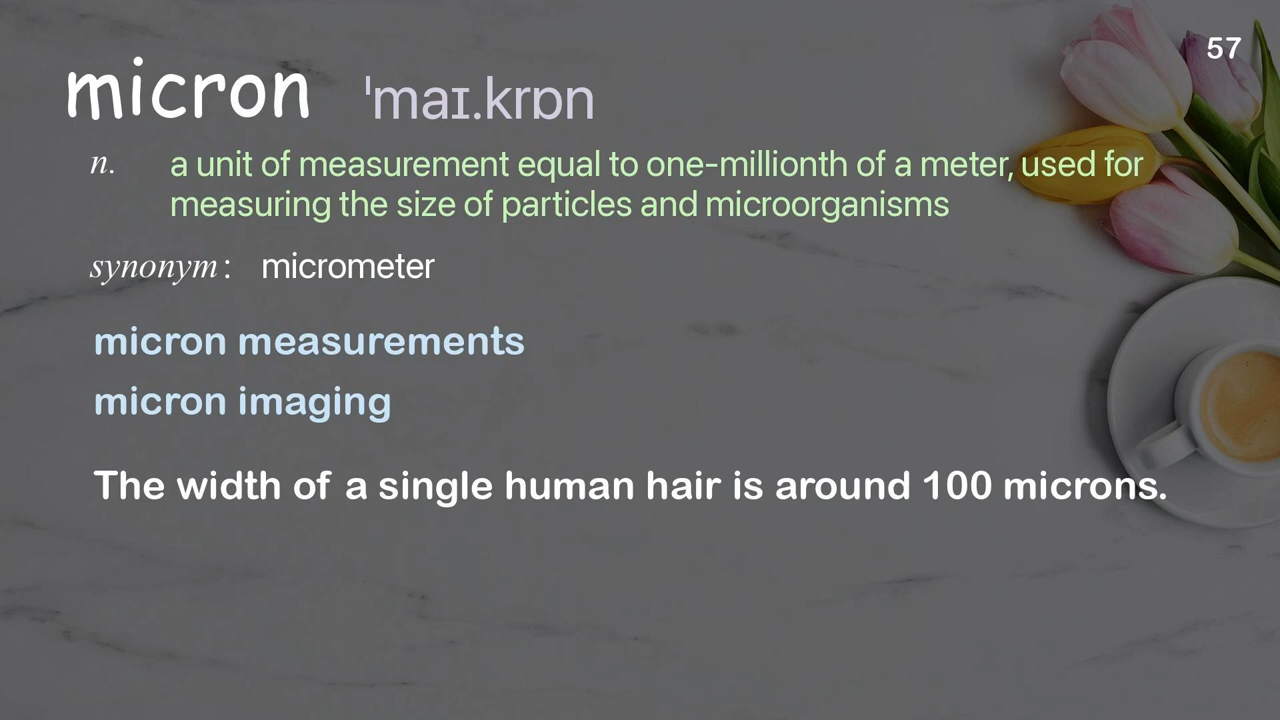 57
micron ˈmaɪ.krɒn
n. a unit of measurement equal to one-millionth of a meter, used for
measuring the size of particles and microorganisms
synonym: micrometer
micron measurements
micron imaging
The width of a single human hair is around 100 microns.